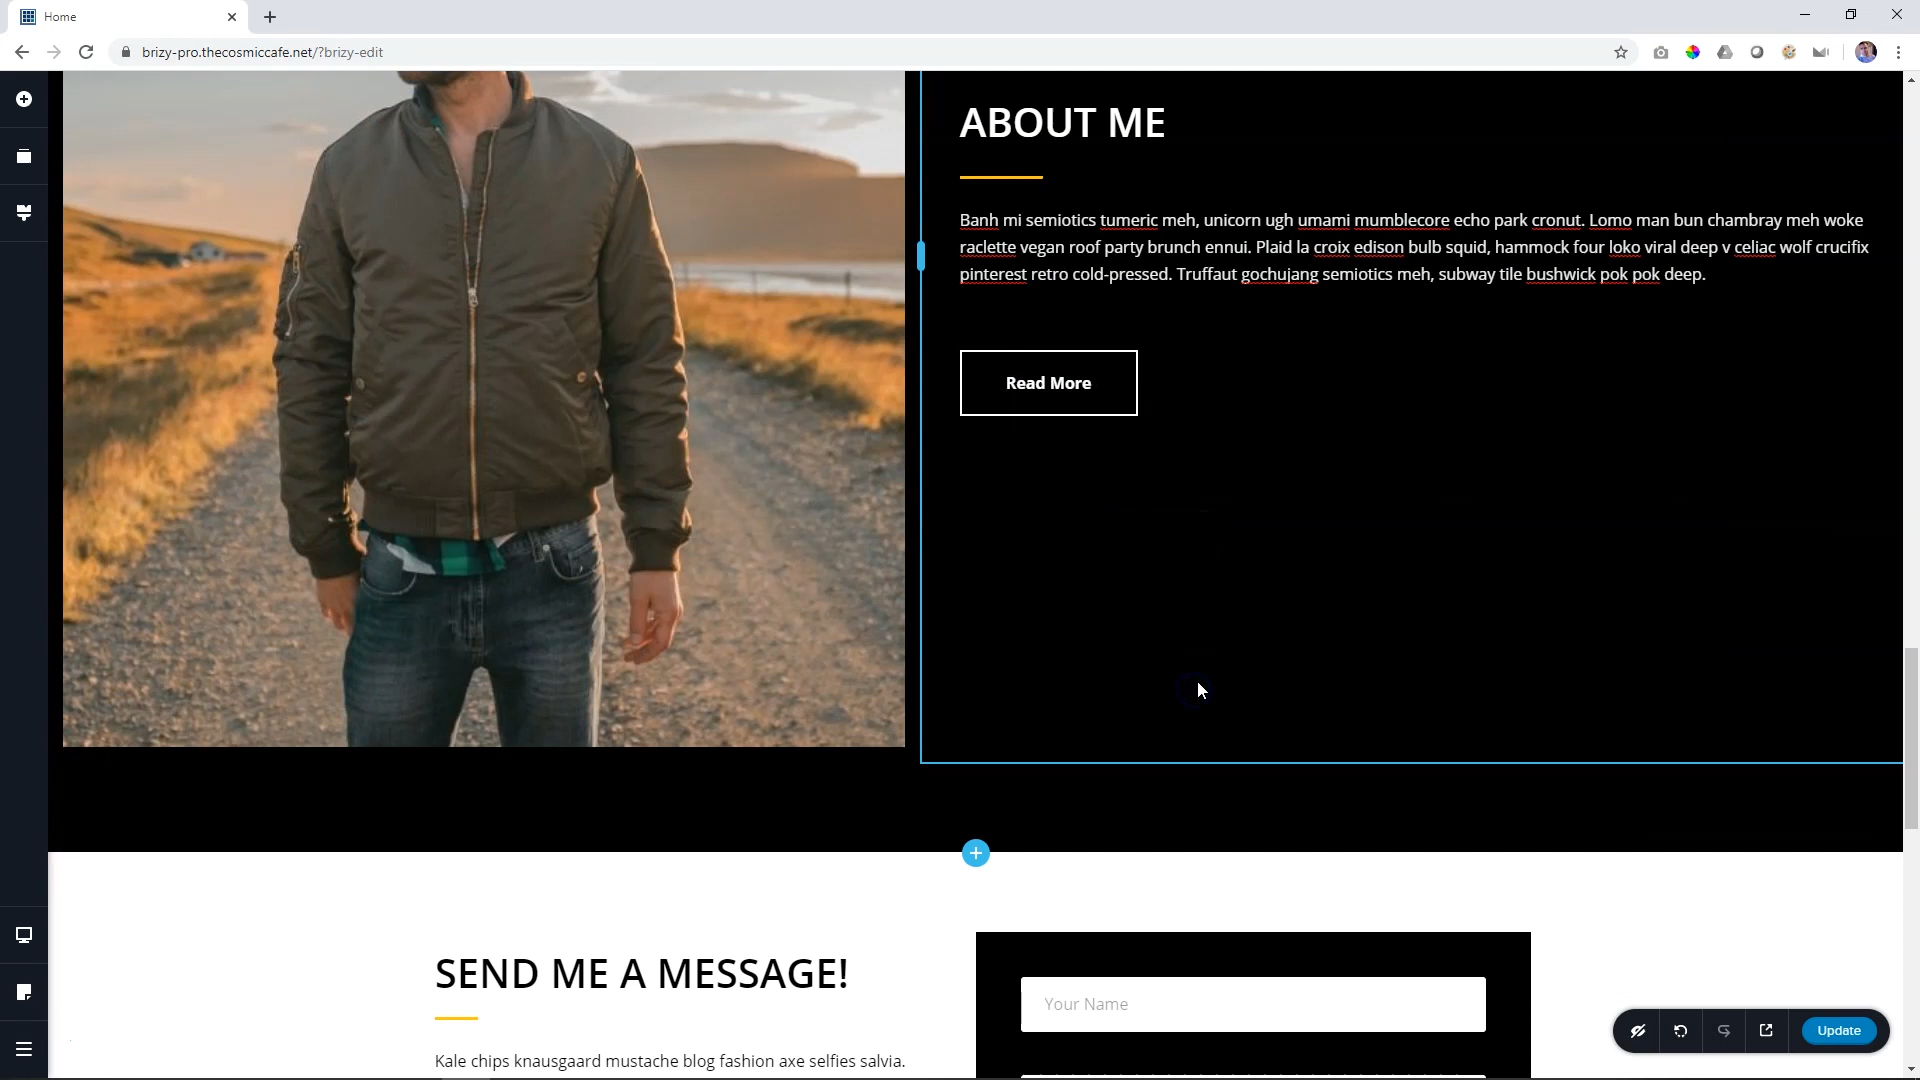 Home
brizy-pro.thecosmiccafe.net/?brizy-edit
ABOUT ME
Banh mi semiotics tumeric meh, unicorn ugh umami mumblecore echo park cronut. Lomo man bun chambray meh woke
raclette vegan roof party brunch ennui. Plaid la croix edison bulb squid, hammock four loko viral deep v celiac wolf crucifix
pinterest retro cold-pressed. Truffaut gochujang semiotics meh, subway tile bushwick pok pok deep.
Read More
SEND ME A MESSAGE!
Your Name
Kale chips knausgaard mustache blog fashion axe selfies salvia.
Update